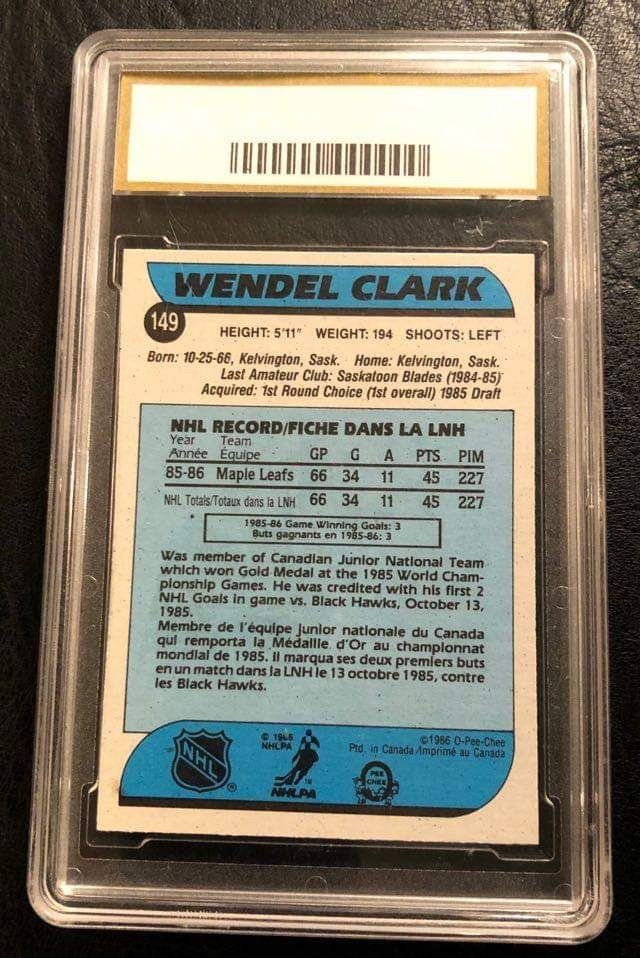 WENDEL CLARK
149
HEIGHT: 5'11" WEIGHT: 194 SHOOTS: LEFT
Born: 10-25-66, Kelvington, Sask. Home: Kelvington, Sask.
Last Amateur Club: Saskatoon Blades (1984-85)
Acquired: 1st Round Choice (1st overall) 1985 Draft
NHL RECORD/FICHE DANS LA LNH
Year Team
Année Équipe GP G A PTS PIM
85-86 Maple Leafs 66 34 11 45 227
NHL Totals/Totaux dans la LNH 66 34 11 45 227
1985-86 Game Winning Goals: 3
Buts gagnants en 1985-86: 3
Was member of Canadian Junior National Team
which won Gold Medal at the 1985 World Cham-
pionship Games. He was credited with his first 2
NHL Goals in game vs. Black Hawks, October 13,
1985.
Membre de l'équipe junior nationale du Canada
qui remporta la Médaille d'Or au championnat
mondial de 1985. Il marqua ses deux premiers buts
en un match dans la LNH le 13 octobre 1985, contre
les Black Hawks.
NHL
®
© 1986
NHLPA
NHLPA
©1986 O-Pee-Chee
Ptd. in Canada/Imprimé au Canada
O
PEE
CHEE